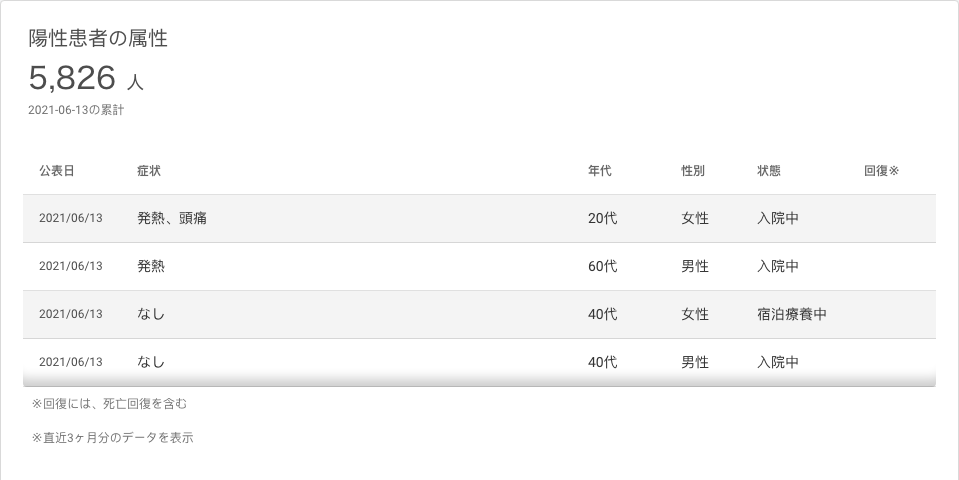 陽性患者の属性
5,826 人
2021-06-13の累計
公表日 症状 年代 性別 状態 回復※
2021/06/13 発熱、頭痛 20代 女性 入院中
2021/06/13 発熱 60代 男性 入院中
2021/06/13 なし 40代 女性 宿泊療養中
2021/06/13 なし 40代 男性 入院中
※回復には、死亡回復を含む
※直近3ヶ月分のデータを表示